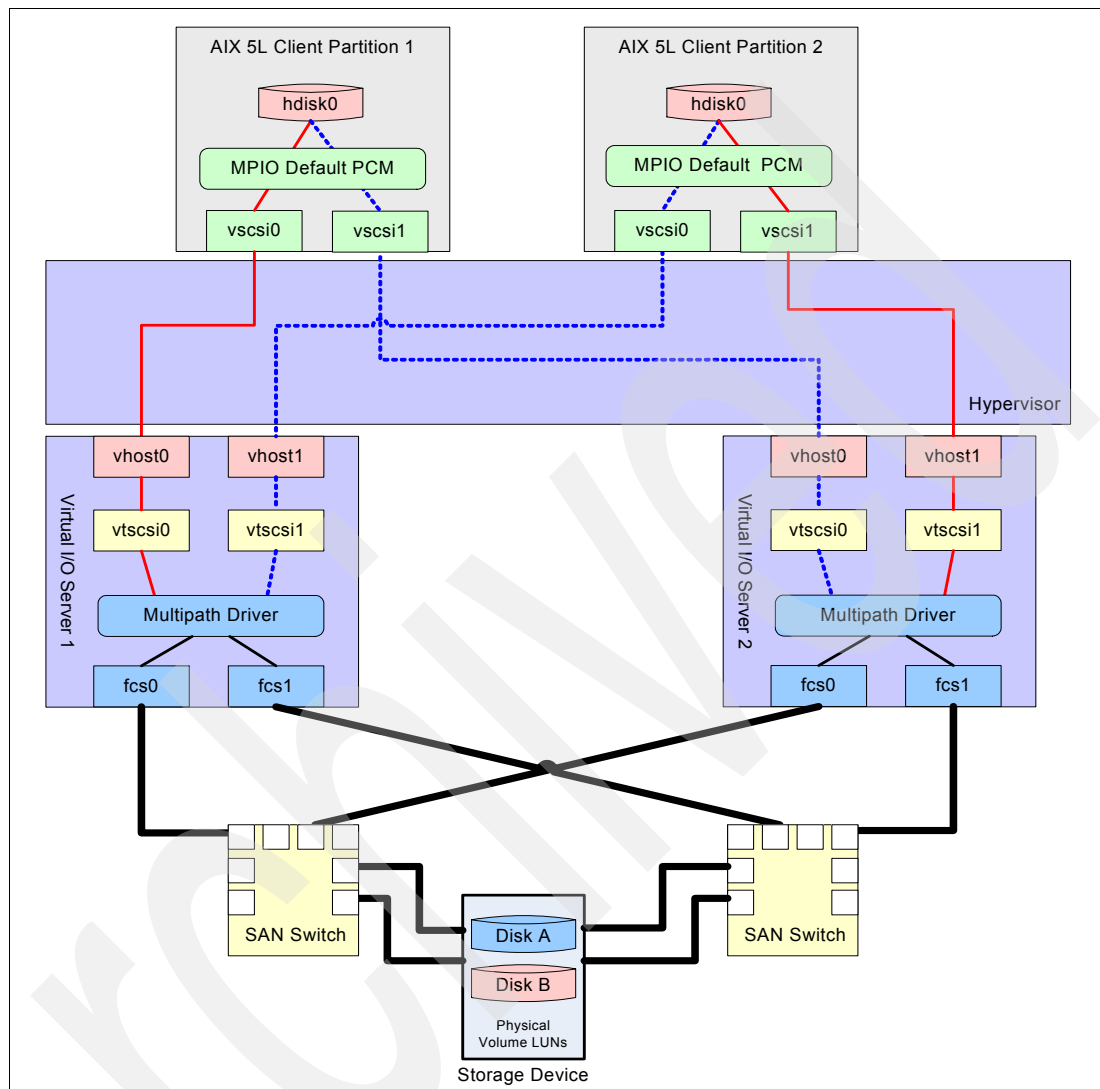 AIX 5L Client Partition 1
AIX 5L Client Partition 2
hdisk0
hdisk0
MPIO Default PCM
MPIO Default  PCM
vscsi0
vscsi1
vscsi0
vscsi1
Hypervisor
vhost0
vhost1
vhost0
vhost1
Virtual I/O Server 1
Virtual I/O Server 2
vtscsi0
vtscsi1
vtscsi0
vtscsi1
Multipath Driver
Multipath Driver
fcs0
fcs1
fcs0
fcs1
SAN Switch
SAN Switch
Disk A
Disk B
Physical
Volume LUNs
Storage Device